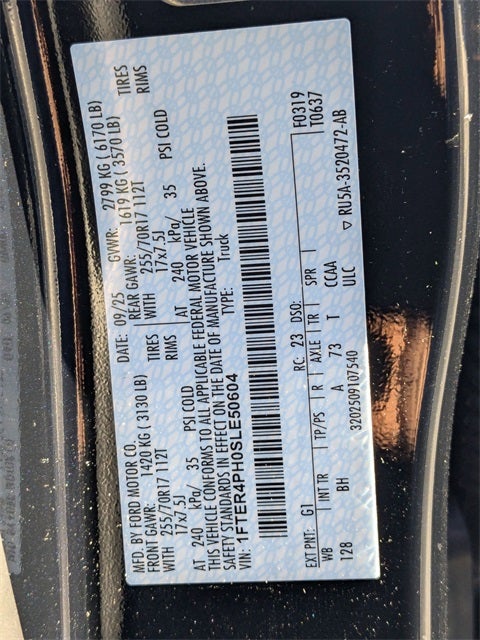 MFD. BY FORD MOTOR CO. DATE: 09/25 GVWR: 2799 KG ( 6170 LB)
FRONT GAWR: 1420 KG ( 3130 LB) REAR GAWR: 1619 KG ( 3570 LB)
WITH 255/70R17 112T TIRES WITH 255/70R17 112T TIRES
17x7.5J RIMS 17x7.5J RIMS
AT 240 kPa/ 35 PSI COLD AT 240 kPa/ 35 PSI COLD
THIS VEHICLE CONFORMS TO ALL APPLICABLE FEDERAL MOTOR VEHICLE
SAFETY STANDARDS IN EFFECT ON THE DATE OF MANUFACTURE SHOWN ABOVE.
VIN: 1FTER4PH0SLE50604 TYPE: Truck
F0319
T0637
EXT PNT: G1 RC: 23 DSO:
WB INT TR TP/PS R AXLE TR SPR
128 BH A 73 T CCAA
ULC
3202509107540 ▽ RU5A-3520472-AB